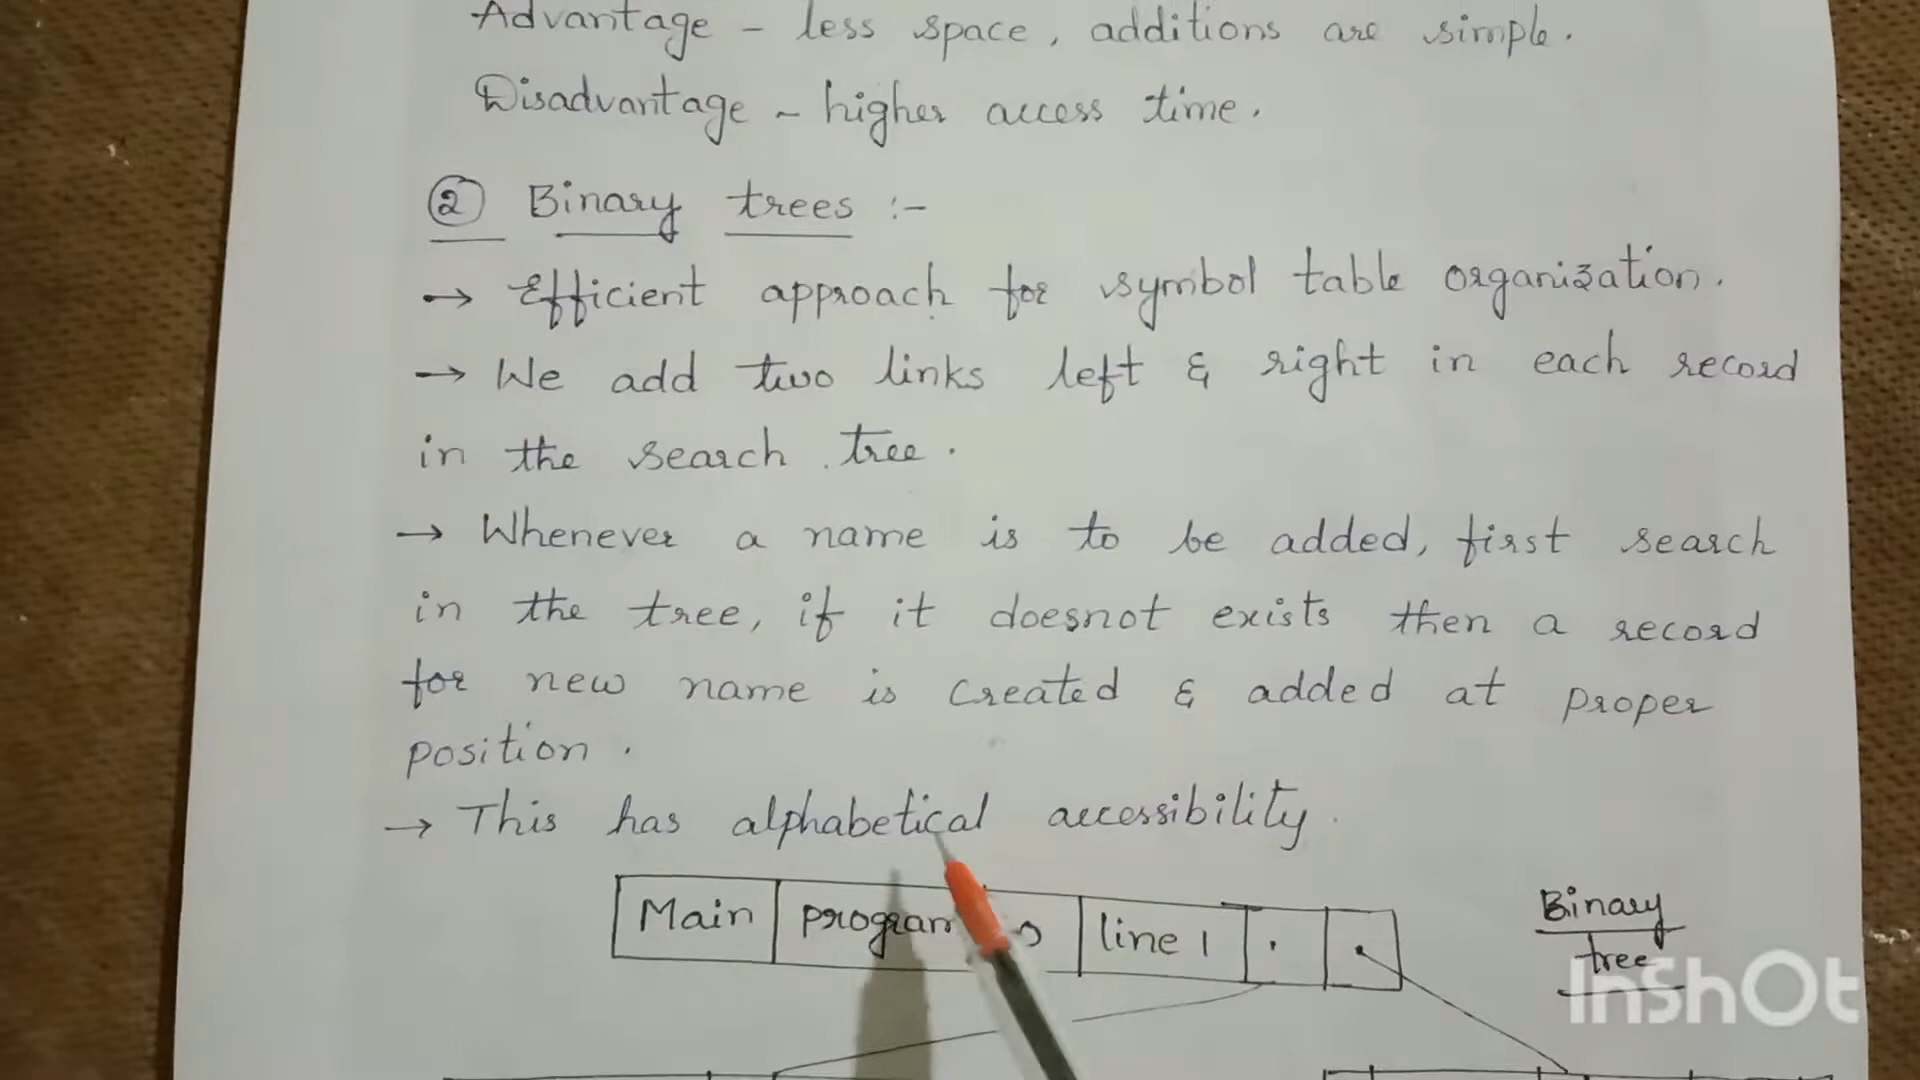 Advantage - less space, additions are simple.
Disadvantage - higher access time.
② Binary trees :-
→ Efficient approach for symbol table organization.
→ We add two links left & right in each record
in the search tree.
→ Whenever a name is to be added, first search
in the tree, if it doesnot exists then a record
for new name is created & added at proper
position.
→ This has alphabetical accessibility.
Main line 1
Binary
tree
InShOt